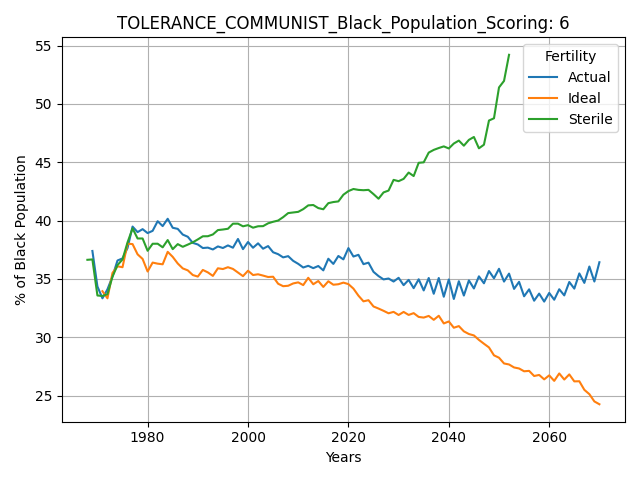 TOLERANCE_COMMUNIST_Black_Population_Scoring: 6
% of Black Population
55
50
45
40
35
30
25
Fertility
Actual
Ideal
Sterile
1980
2000
2020
2040
2060
Years